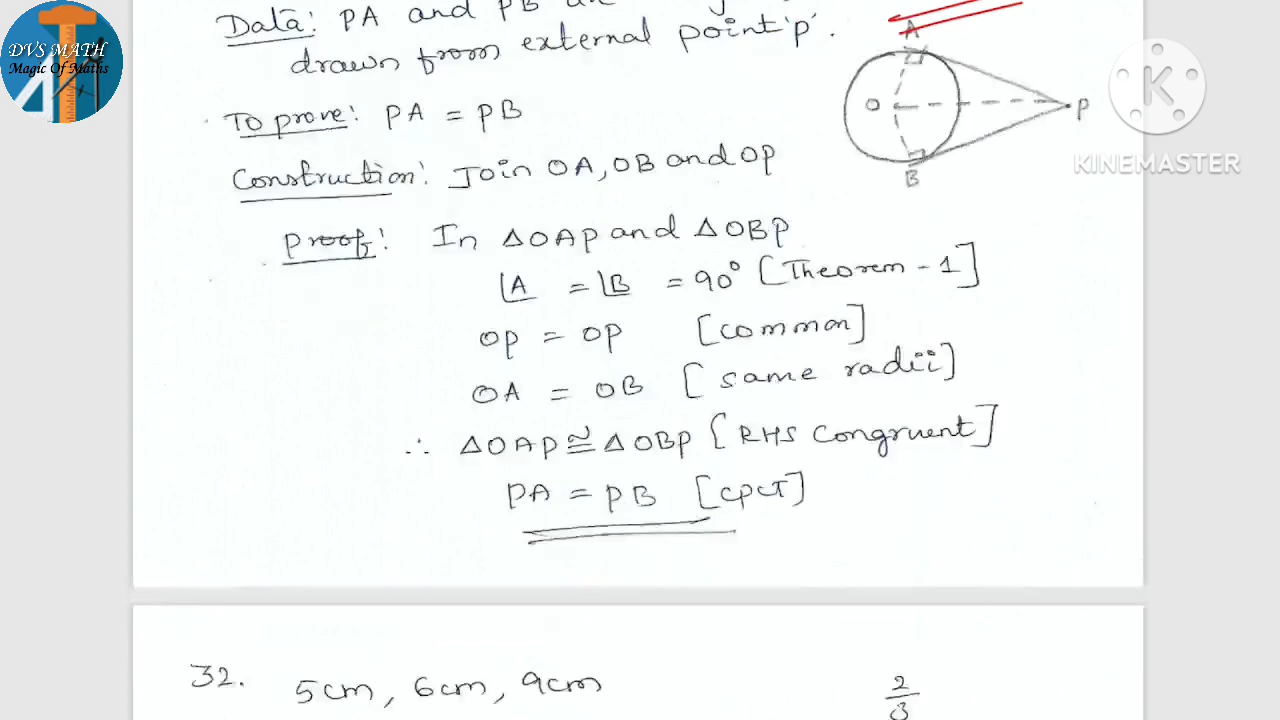 DVS MATH
Magic Of Maths
KINEMASTER
Data: PA and PB
drawn from external point 'p'.
To prove: PA = PB
Construction: Join OA, OB and OP
Proof: In ΔOAP and ΔOBP
∠A = ∠B = 90° [Theorem - 1]
OP = OP [common]
OA = OB [same radii]
∴ ΔOAP ≅ ΔOBP [RHS congruent]
PA = PB [CPCT]
A
O
P
B
32. 5cm, 6cm, 9cm
2
3